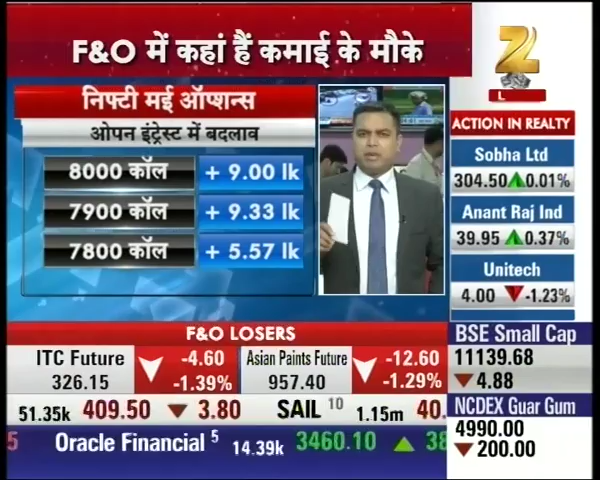 F&O में कहां हैं कमाई के मौके
निफ्टी मई ऑप्शन्स
ओपन इंट्रेस्ट में बदलाव
8000 कॉल + 9.00 lk
7900 कॉल + 9.33 lk
7800 कॉल + 5.57 lk
ACTION IN REALTY
Sobha Ltd
304.50 0.01%
Anant Raj Ind
39.95 0.37%
Unitech
4.00 -1.23%
F&O LOSERS
ITC Future
326.15
-4.60
-1.39%
Asian Paints Future
957.40
-12.60
-1.29%
BSE Small Cap
11139.68
4.88
51.35k 409.50 3.80 SAIL 10 1.15m 40.
NCDEX Guar Gum
4990.00
200.00
5 Oracle Financial 5 14.39k 3460.10 38